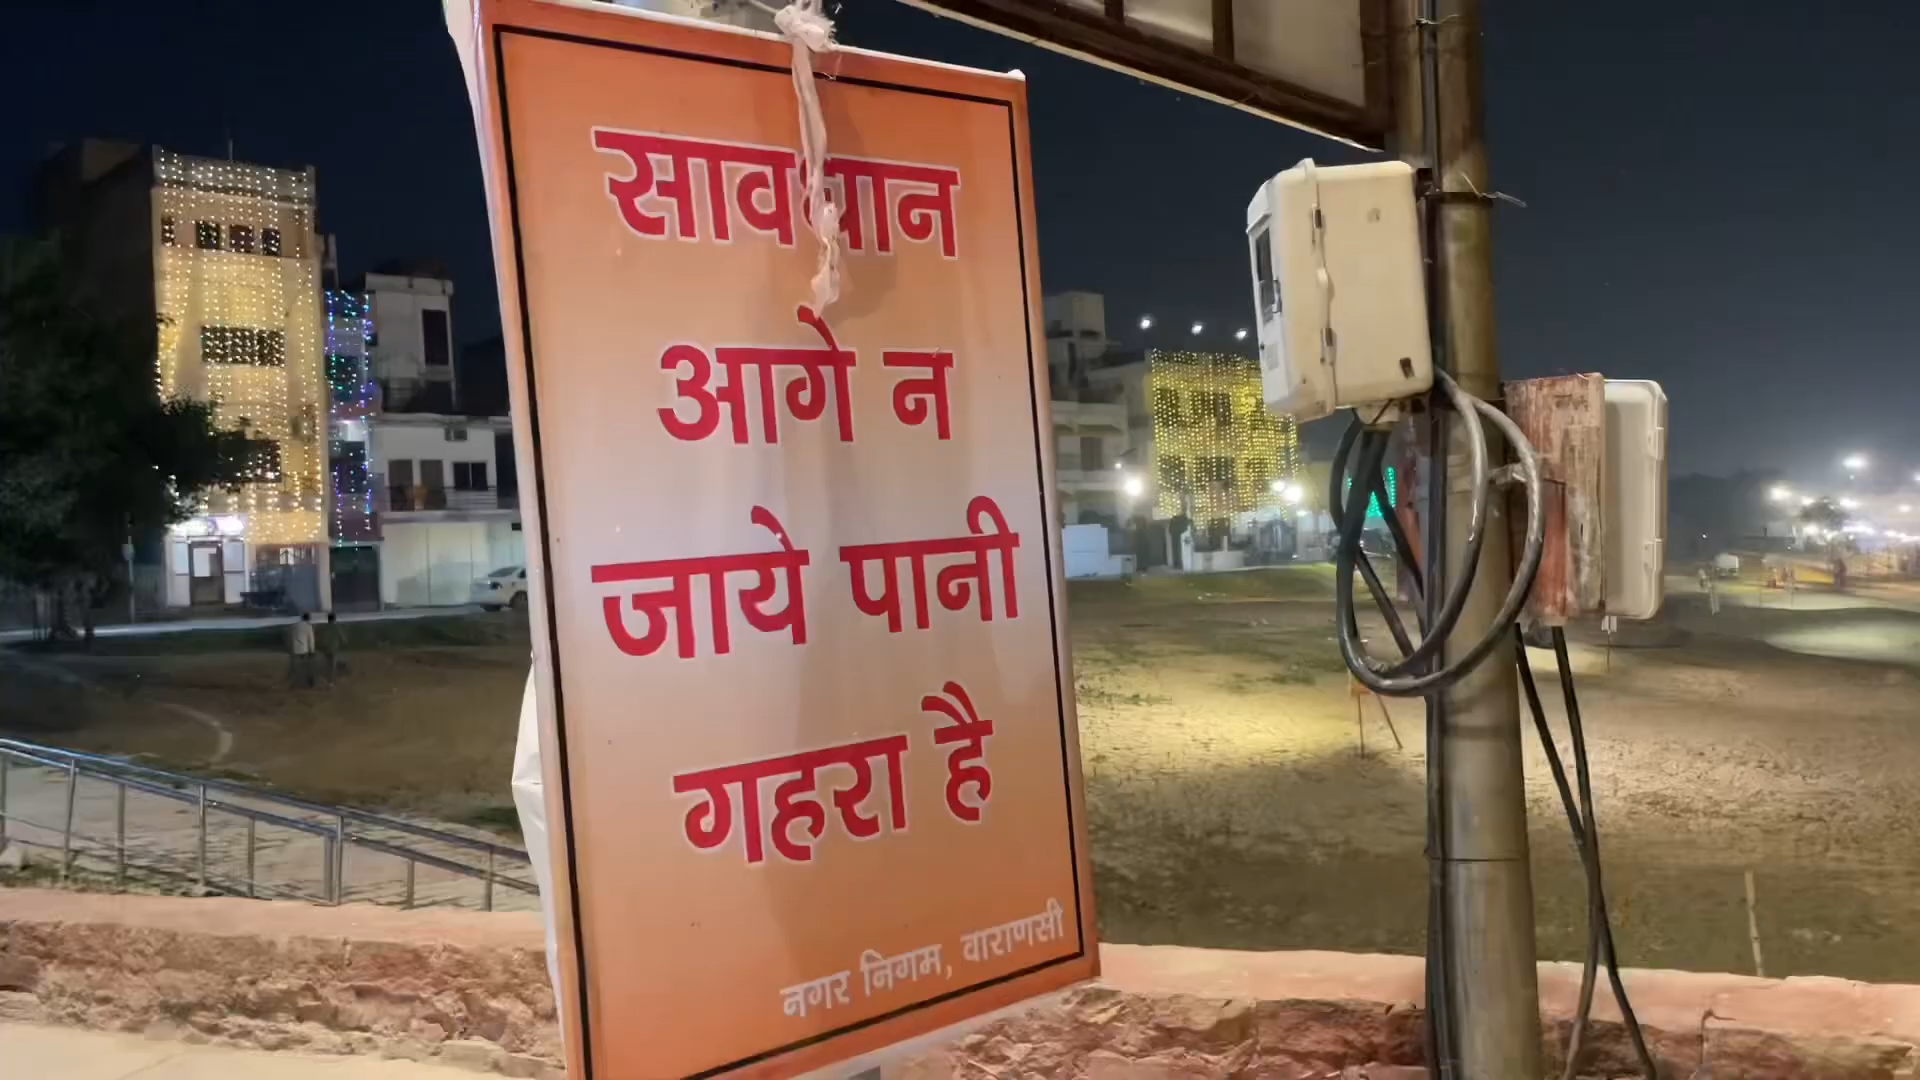 सावधान
आगे न
जाये पानी
गहरा है
नगर निगम, वाराणसी